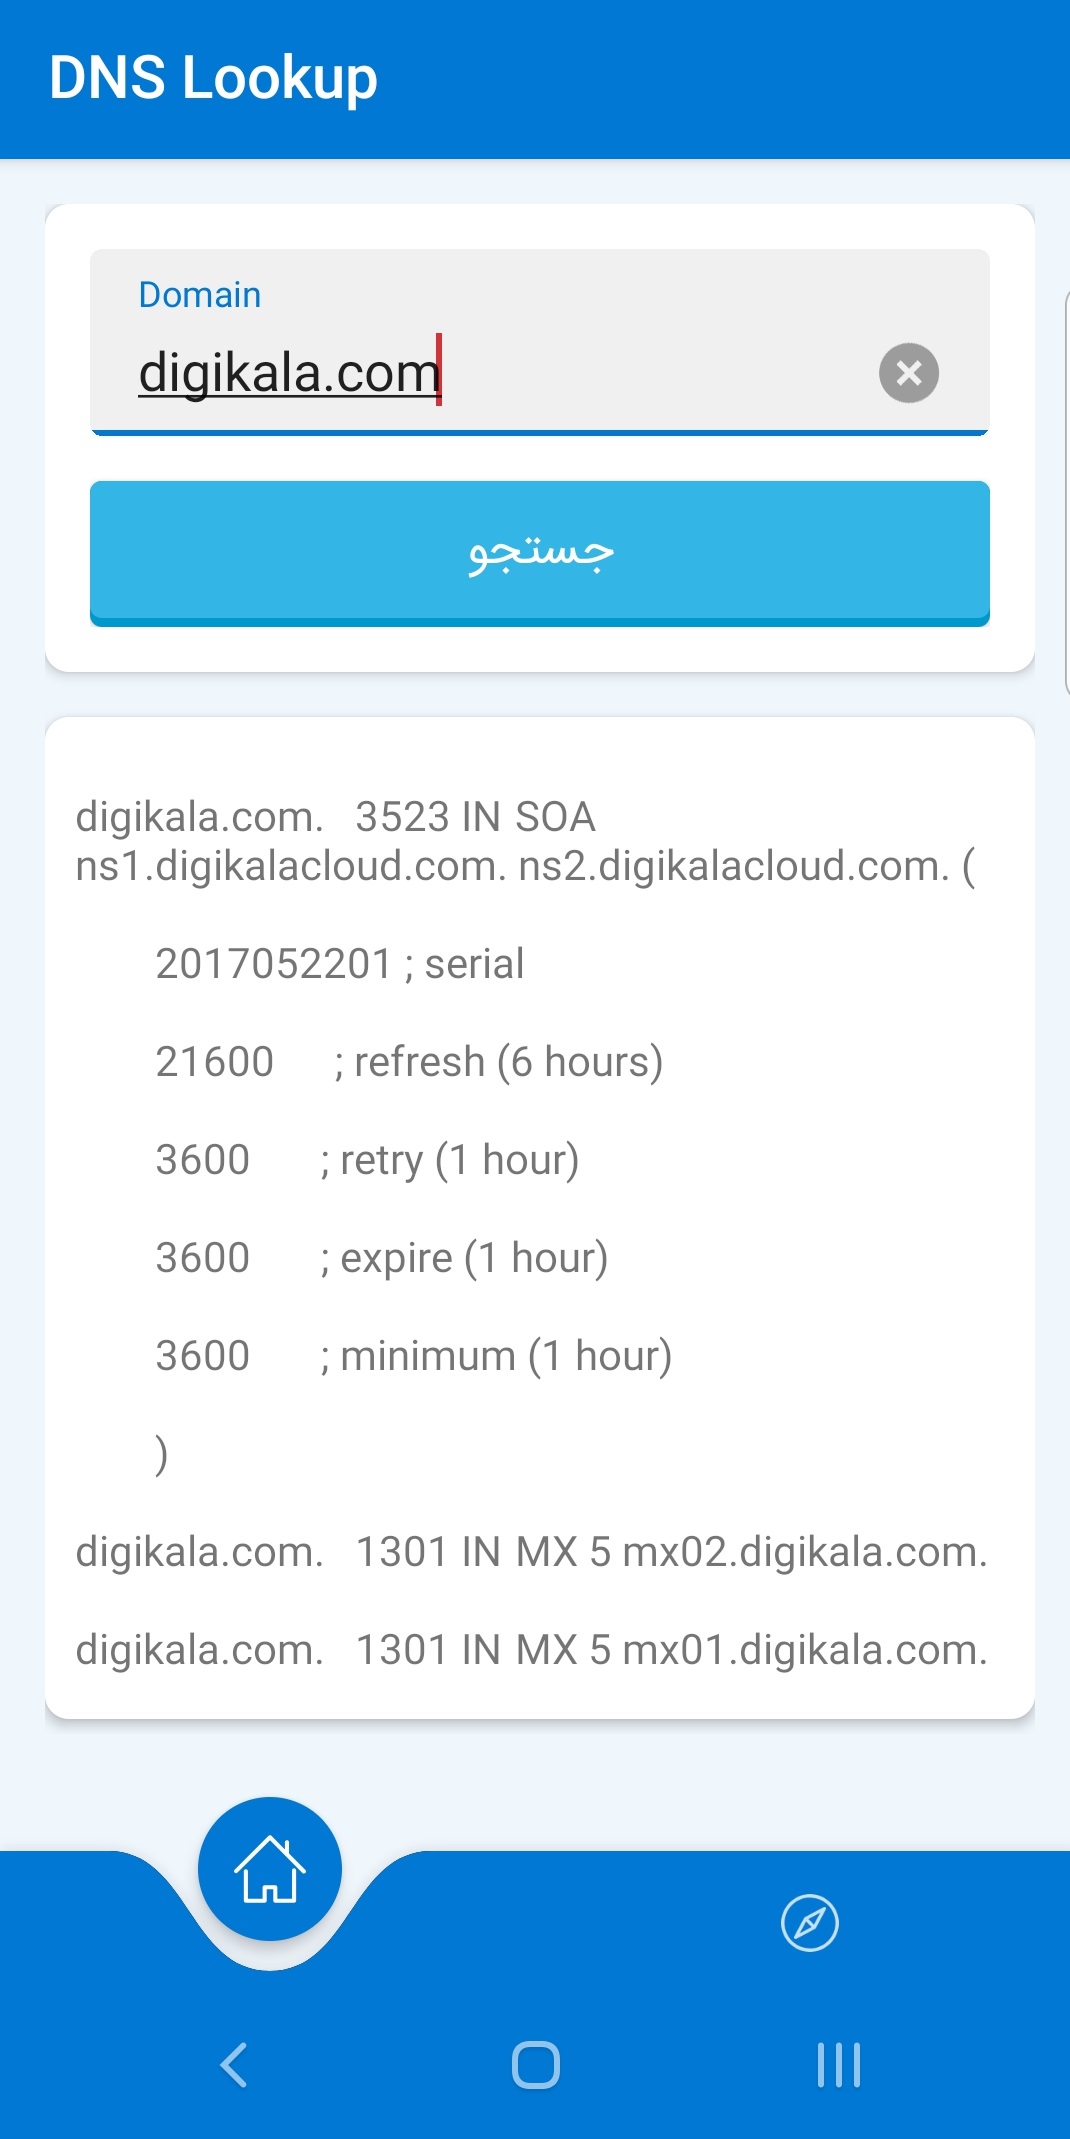 DNS Lookup
Domain
digikala.com
جستجو
digikala.com. 3523 IN SOA
ns1.digikalacloud.com. ns2.digikalacloud.com. (
2017052201 ; serial
21600 ; refresh (6 hours)
3600 ; retry (1 hour)
3600 ; expire (1 hour)
3600 ; minimum (1 hour)
)
digikala.com. 1301 IN MX 5 mx02.digikala.com.
digikala.com. 1301 IN MX 5 mx01.digikala.com.